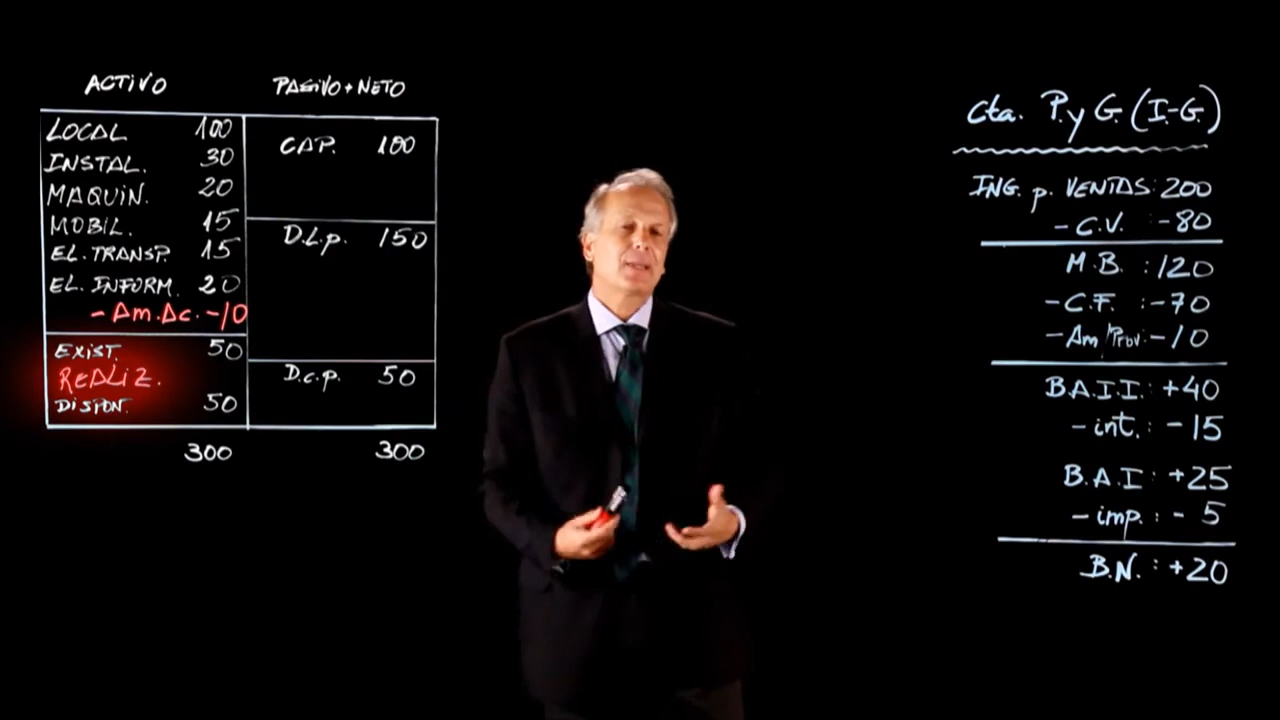 ACTIVO
PASIVO + NETO
LOCAL 100
INSTAL. 30
MAQUIN. 20
MOBIL. 15
EL. TRANSP. 15
EL. INFORM. 20
- Am. Ac. -10
EXIST. 50
REALIZ.
DISPON. 50
300
CAP. 100
D.L.p. 150
D.c.p. 50
300
Cta. P. y G. (I-G.)
ING. p. VENTAS: 200
- C.V. : -80
M.B. : 120
- C.F. : -70
- Am/Prov: -10
B.A.I.I.: +40
- int. : -15
B.A.I : +25
- imp. : - 5
B.N. : +20